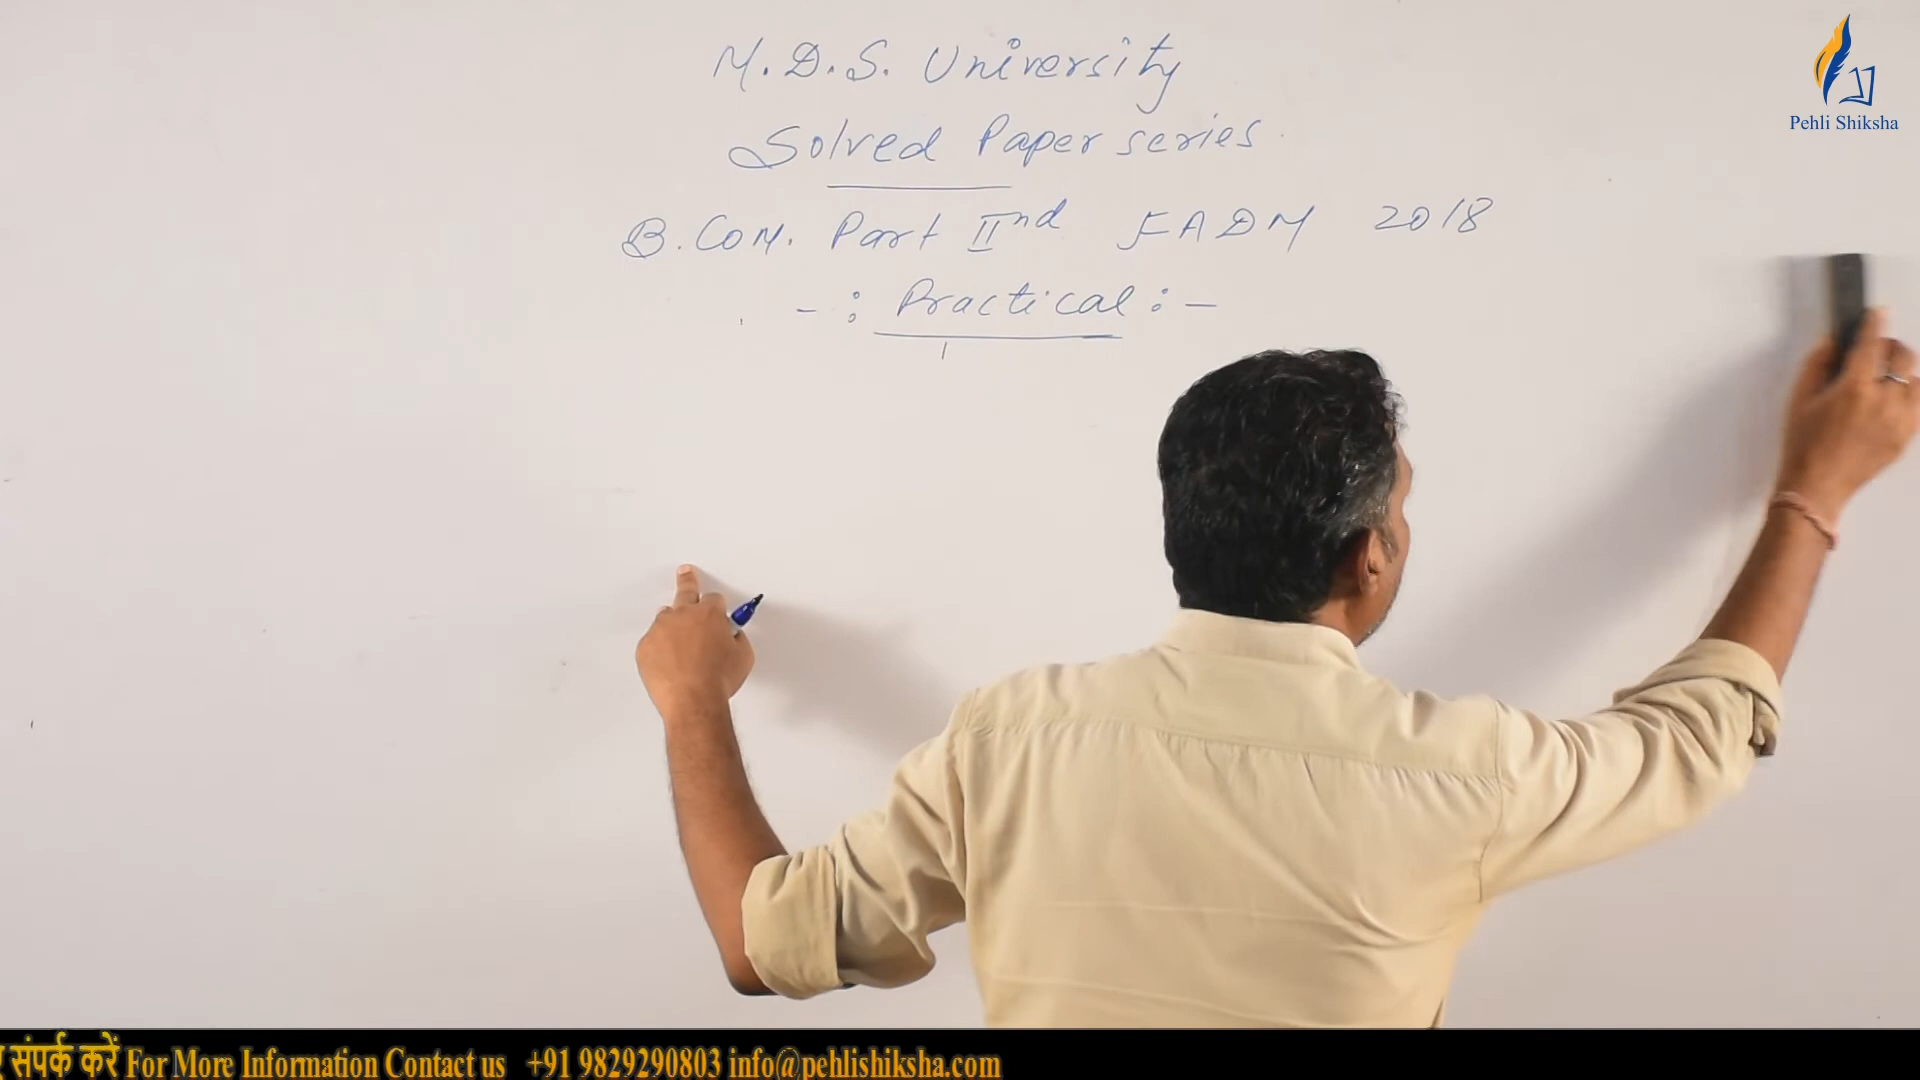 M.D.S. University
Solved Paper series
B.Com. Part IInd FADM 2018
-: Practical :-
Pehli Shiksha
संपर्क करें For More Information Contact us +91 9829290803 info@pehlishiksha.com